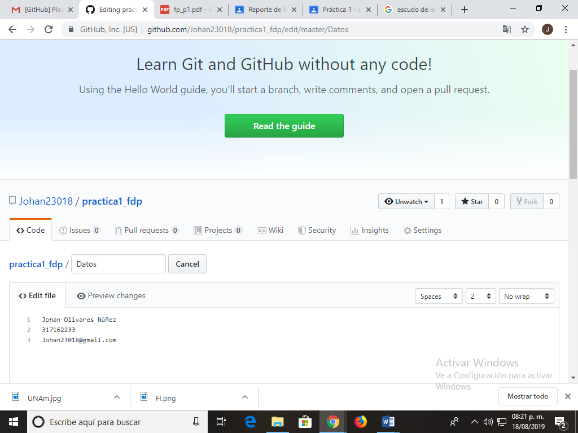 [GitHub] Ple
Editing pract
fp_p1.pdf
Reporte de P
Práctica 1 -
escudo de
GitHub, Inc. [US] | github.com/Johan23018/practica1_fdp/edit/master/Datos
Learn Git and GitHub without any code!
Using the Hello World guide, you'll start a branch, write comments, and open a pull request.
Read the guide
Johan23018 / practica1_fdp
Unwatch 1 Star 0 Fork 0
Code Issues 0 Pull requests 0 Projects 0 Wiki Security Insights Settings
practica1_fdp / Datos Cancel
Edit file Preview changes Spaces 2 No wrap
1 Johan Olivares Núñez
2 317162233
3 Johan23018@gmail.com
Activar Windows
Ve a Configuración para activar
Windows.
UNAm.jpg FI.png Mostrar todo
Escribe aquí para buscar
08:21 p. m.
18/08/2019
2